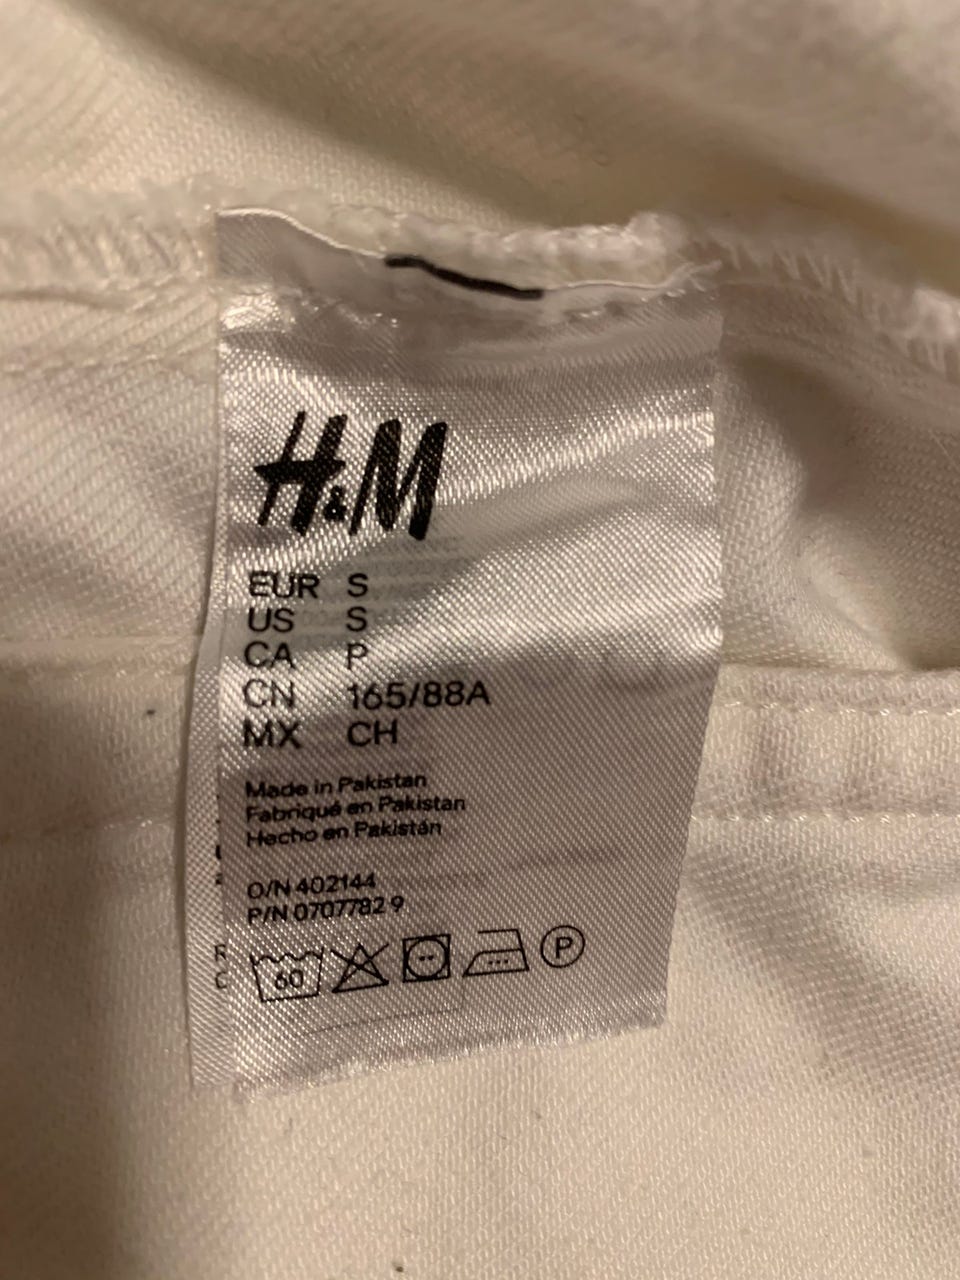 H&M
EUR S
US S
CA P
CN 165/88A
MX CH
Made in Pakistan
Fabriqué en Pakistan
Hecho en Pakistán
O/N 402144
P/N 0707782 9
60
P